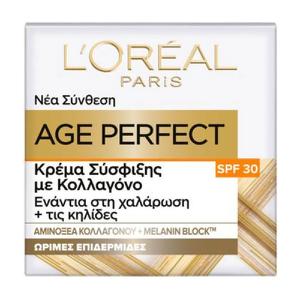 L'ORÉAL
PARIS
Νέα Σύνθεση
AGE PERFECT
Κρέμα Σύσφιξης
με Κολλαγόνο
SPF 30
Ενάντια στη χαλάρωση
+ τις κηλίδες
ΑΜΙΝΟΞΕΑ ΚΟΛΛΑΓΟΝΟΥ + MELANIN BLOCK™
ΩΡΙΜΕΣ ΕΠΙΔΕΡΜΙΔΕΣ